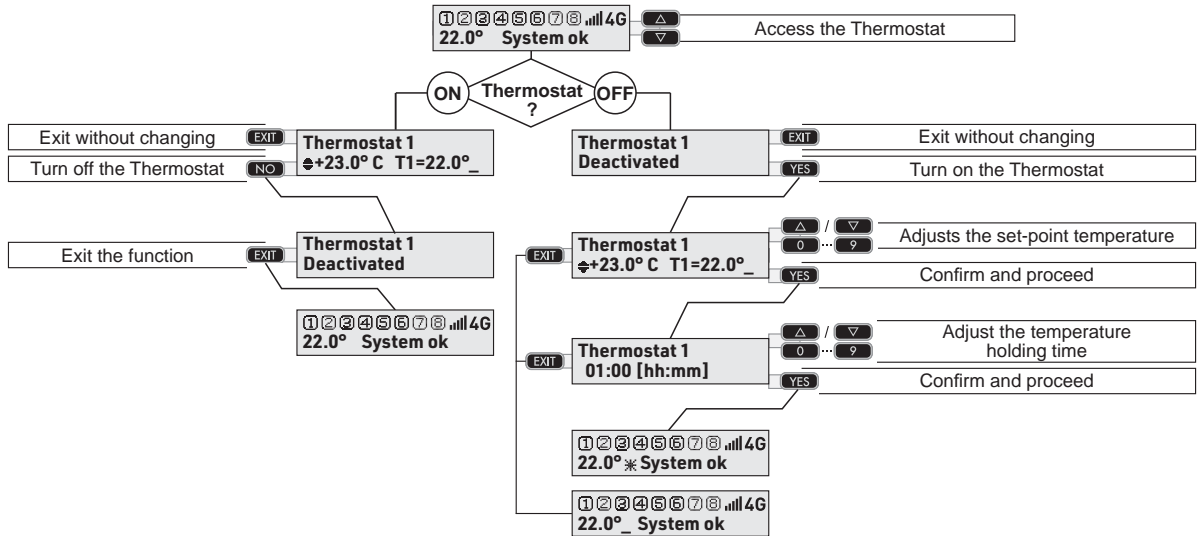 12345678 4G
22.0° System ok
△
▽
Access the Thermostat
ON
Thermostat
?
OFF
Exit without changing
EXIT
Turn off the Thermostat
NO
Thermostat 1
+23.0° C T1=22.0°_
Thermostat 1
Deactivated
EXIT
Exit without changing
YES
Turn on the Thermostat
Exit the function
EXIT
Thermostat 1
Deactivated
EXIT
Thermostat 1
+23.0° C T1=22.0°_
△ / ▽
0 ... 9
Adjusts the set-point temperature
YES
Confirm and proceed
12345678 4G
22.0° System ok
EXIT
Thermostat 1
01:00 [hh:mm]
△ / ▽
0 ... 9
Adjust the temperature
holding time
YES
Confirm and proceed
12345678 4G
22.0°✳System ok
12345678 4G
22.0°_ System ok